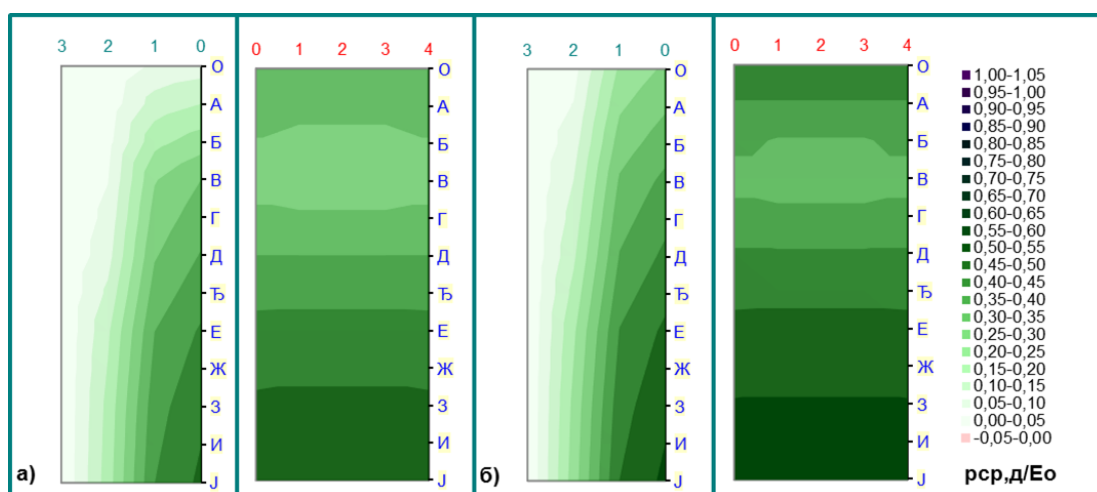 3 2 1 0
0 1 2 3 4
3 2 1 0
0 1 2 3 4
О
А
Б
В
Г
Д
Ђ
Е
Ж
З
И
Ј
О
А
Б
В
Г
Д
Ђ
Е
Ж
З
И
Ј
а)
О
А
Б
В
Г
Д
Ђ
Е
Ж
З
И
Ј
О
А
Б
В
Г
Д
Ђ
Е
Ж
З
И
Ј
б)
1,00-1,05
0,95-1,00
0,90-0,95
0,85-0,90
0,80-0,85
0,75-0,80
0,70-0,75
0,65-0,70
0,60-0,65
0,55-0,60
0,50-0,55
0,45-0,50
0,40-0,45
0,35-0,40
0,30-0,35
0,25-0,30
0,20-0,25
0,15-0,20
0,10-0,15
0,05-0,10
0,00-0,05
-0,05-0,00
рср,д/Ео